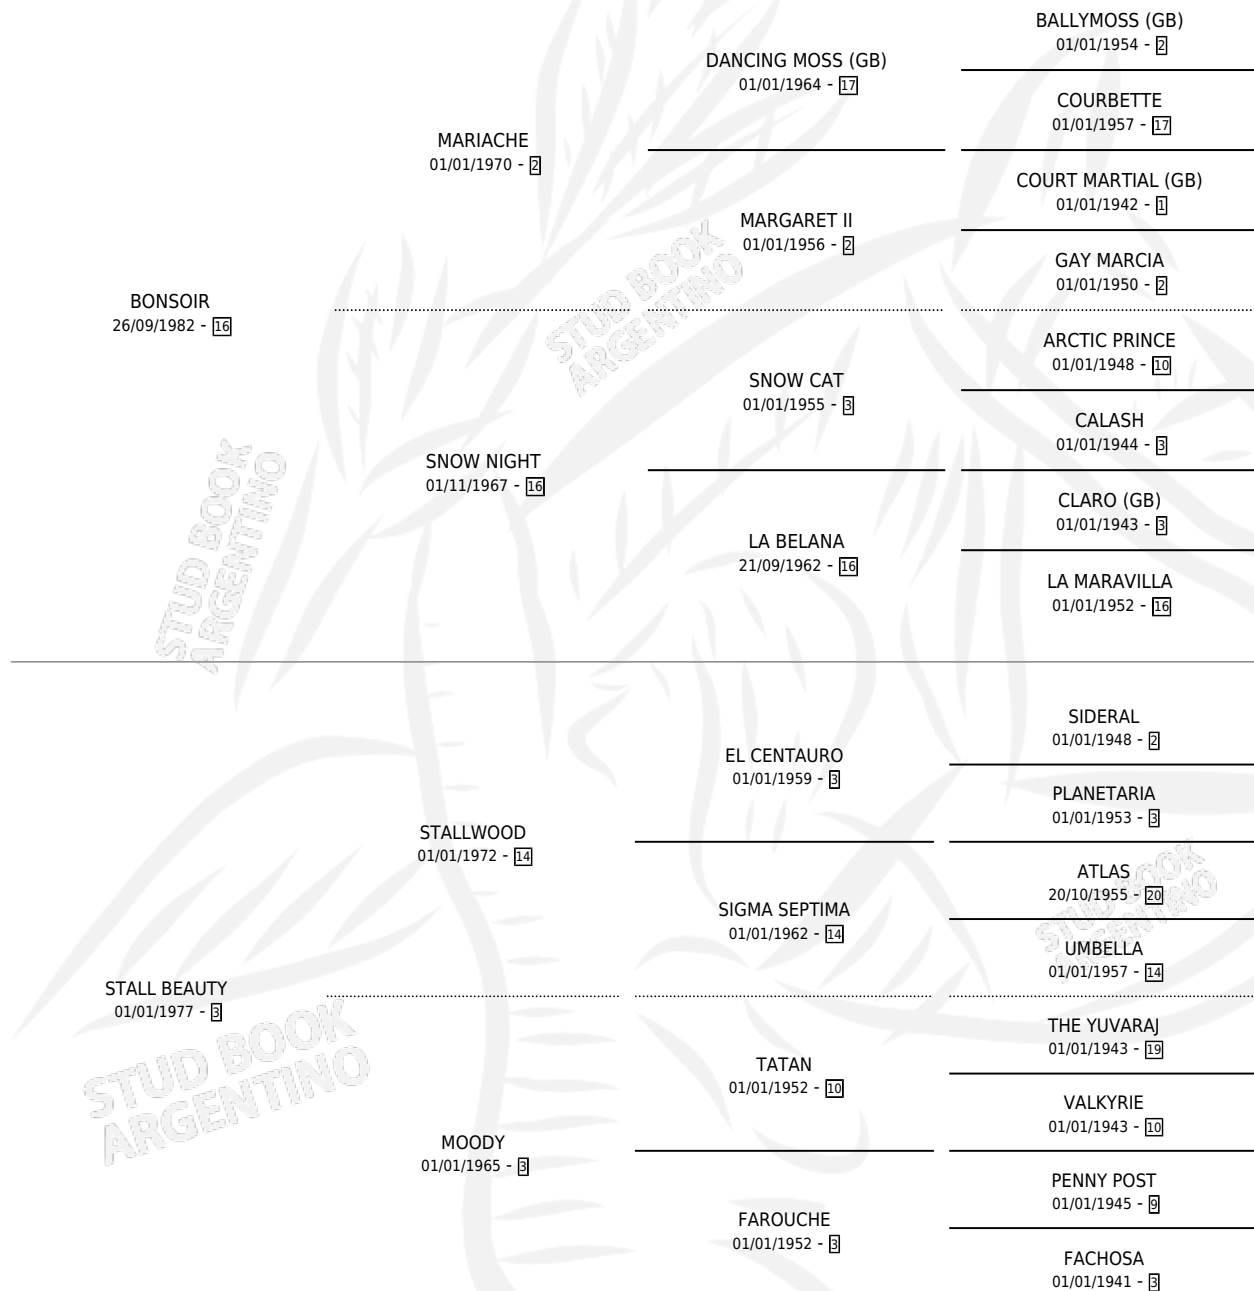 BALLYMOSS (GB)
01/01/1954 - 2
DANCING MOSS (GB)
01/01/1964 - 17
COURBETTE
01/01/1957 - 17
MARIACHE
01/01/1970 - 2
COURT MARTIAL (GB)
01/01/1942 - 1
MARGARET II
01/01/1956 - 2
GAY MARCIA
01/01/1950 - 2
BONSOIR
26/09/1982 - 16
ARCTIC PRINCE
01/01/1948 - 10
SNOW CAT
01/01/1955 - 3
CALASH
01/01/1944 - 3
SNOW NIGHT
01/11/1967 - 16
CLARO (GB)
01/01/1943 - 3
LA BELANA
21/09/1962 - 16
LA MARAVILLA
01/01/1952 - 16
SIDERAL
01/01/1948 - 2
EL CENTAURO
01/01/1959 - 3
PLANETARIA
01/01/1953 - 3
STALLWOOD
01/01/1972 - 14
ATLAS
20/10/1955 - 20
SIGMA SEPTIMA
01/01/1962 - 14
UMBELLA
01/01/1957 - 14
STALL BEAUTY
01/01/1977 - 3
THE YUVARAJ
01/01/1943 - 19
TATAN
01/01/1952 - 10
VALKYRIE
01/01/1943 - 10
MOODY
01/01/1965 - 3
PENNY POST
01/01/1945 - 9
FAROUCHE
01/01/1952 - 3
FACHOSA
01/01/1941 - 3
STUD BOOK
ARGENTINO
STUD BOOK
ARGENTINO
STUD BOOK
ARGENTINO
STUD BOOK
ARGENTINO